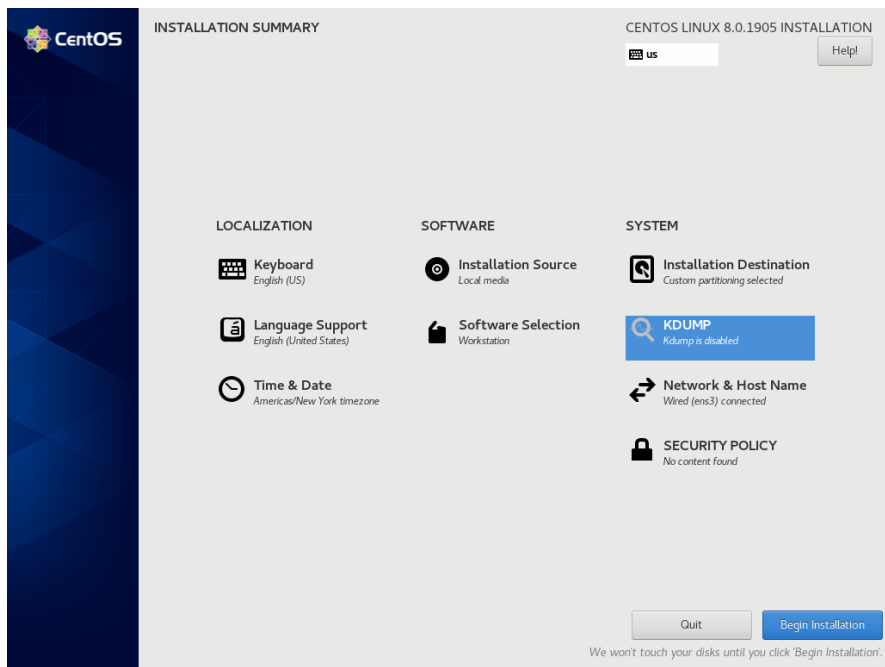 CentOS
INSTALLATION SUMMARY
CENTOS LINUX 8.0.1905 INSTALLATION
us
Help!
LOCALIZATION
Keyboard
English (US)
á
Language Support
English (United States)
Time & Date
Americas/New York timezone
SOFTWARE
Installation Source
Local media
Software Selection
Workstation
SYSTEM
Installation Destination
Custom partitioning selected
KDUMP
Kdump is disabled
Network & Host Name
Wired (ens3) connected
SECURITY POLICY
No content found
Quit
Begin Installation
We won't touch your disks until you click 'Begin Installation'.